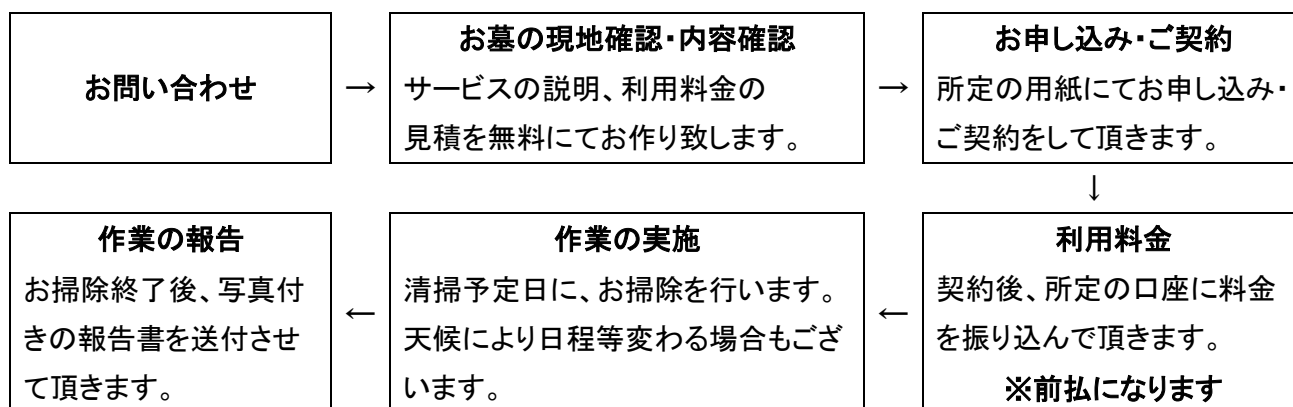 お問い合わせ
→
お墓の現地確認・内容確認
サービスの説明、利用料金の
見積を無料にてお作り致します。
→
お申し込み・ご契約
所定の用紙にてお申し込み・
ご契約をして頂きます。
↓
利用料金
契約後、所定の口座に料金
を振り込んで頂きます。
※前払になります
←
作業の実施
清掃予定日に、お掃除を行います。
天候により日程等変わる場合もござ
います。
←
作業の報告
お掃除終了後、写真付
きの報告書を送付させ
て頂きます。